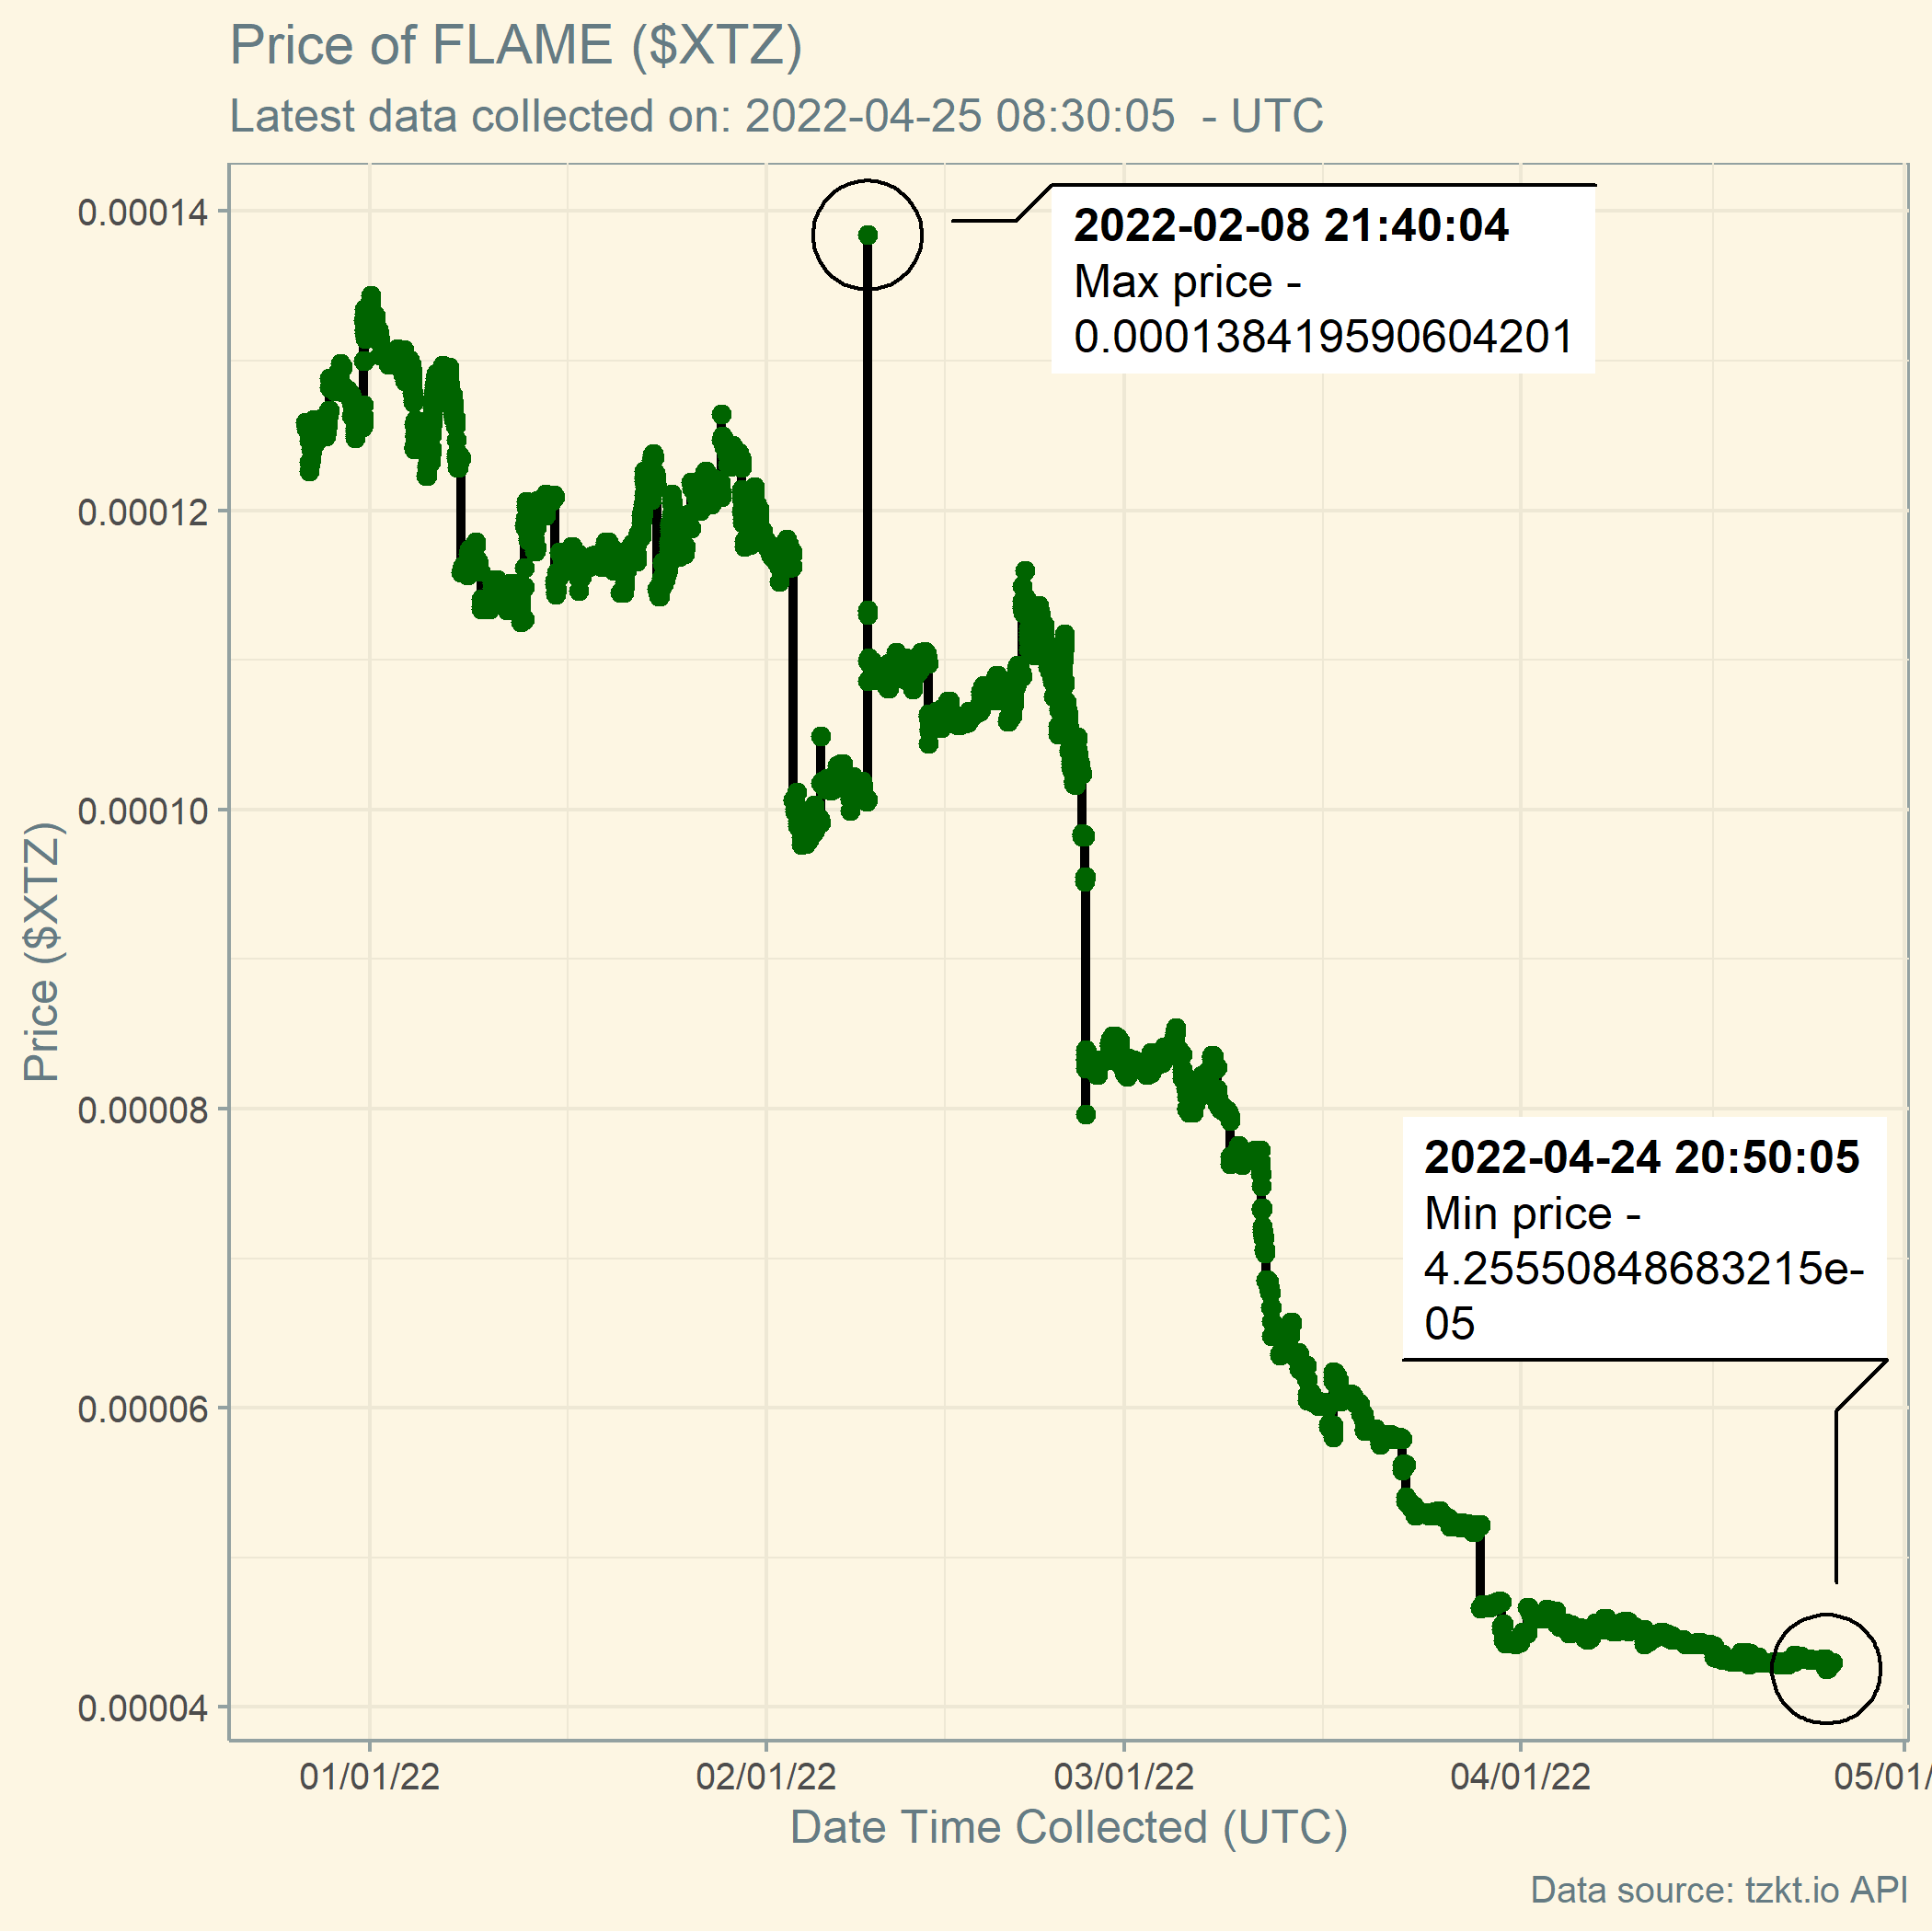 Price of FLAME ($XTZ)
Latest data collected on: 2022-04-25 08:30:05  - UTC
2022-02-08 21:40:04
Max price -
0.000138419590604201
2022-04-24 20:50:05
Min price -
4.25550848683215e-
05
Price ($XTZ)
0.00014
0.00012
0.00010
0.00008
0.00006
0.00004
01/01/22
02/01/22
03/01/22
04/01/22
05/01/
Date Time Collected (UTC)
Data source: tzkt.io API